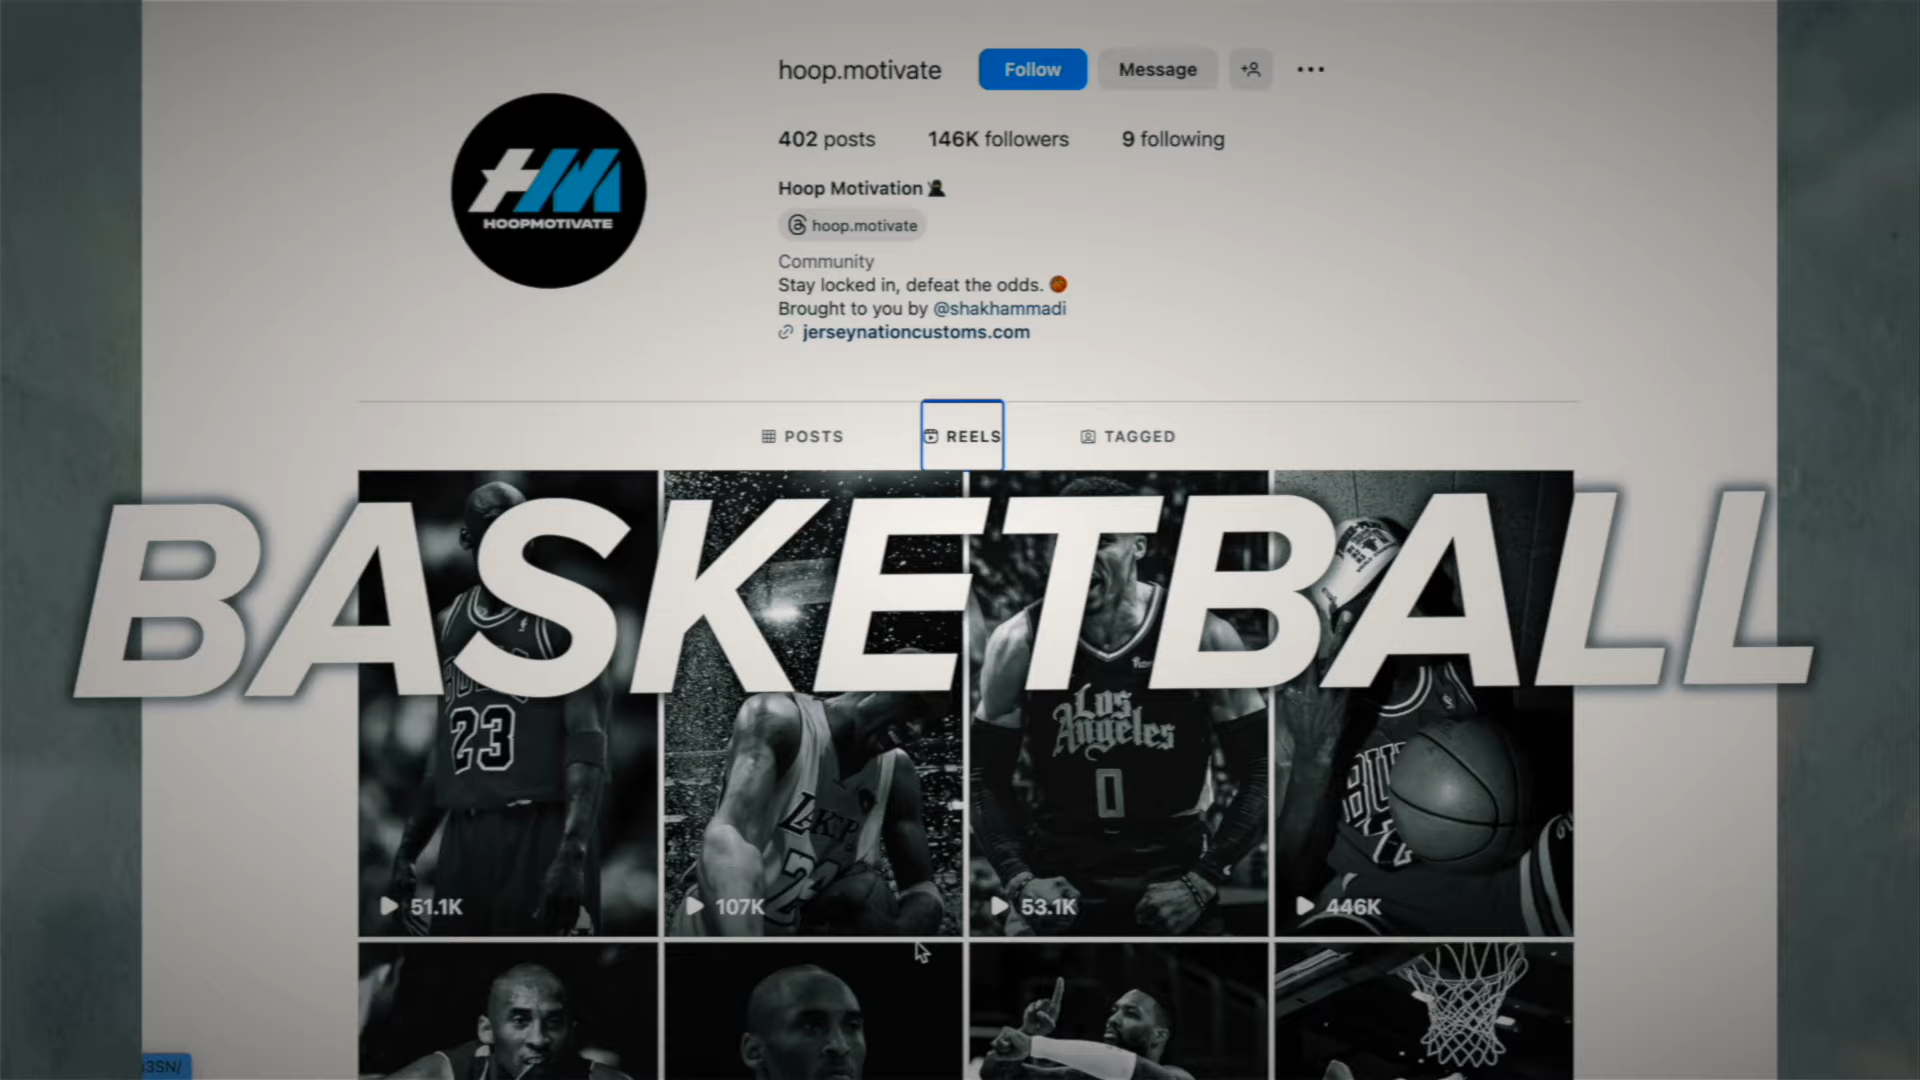 hoop.motivate Follow Message
402 posts 146K followers 9 following
HM
HOOPMOTIVATE
Hoop Motivation
hoop.motivate
Community
Stay locked in, defeat the odds.
Brought to you by @shakhammadi
jerseynationcustoms.com
POSTS REELS TAGGED
BASKETBALL
23
Los
Angeles
0
51.1K 107K 53.1K 446K